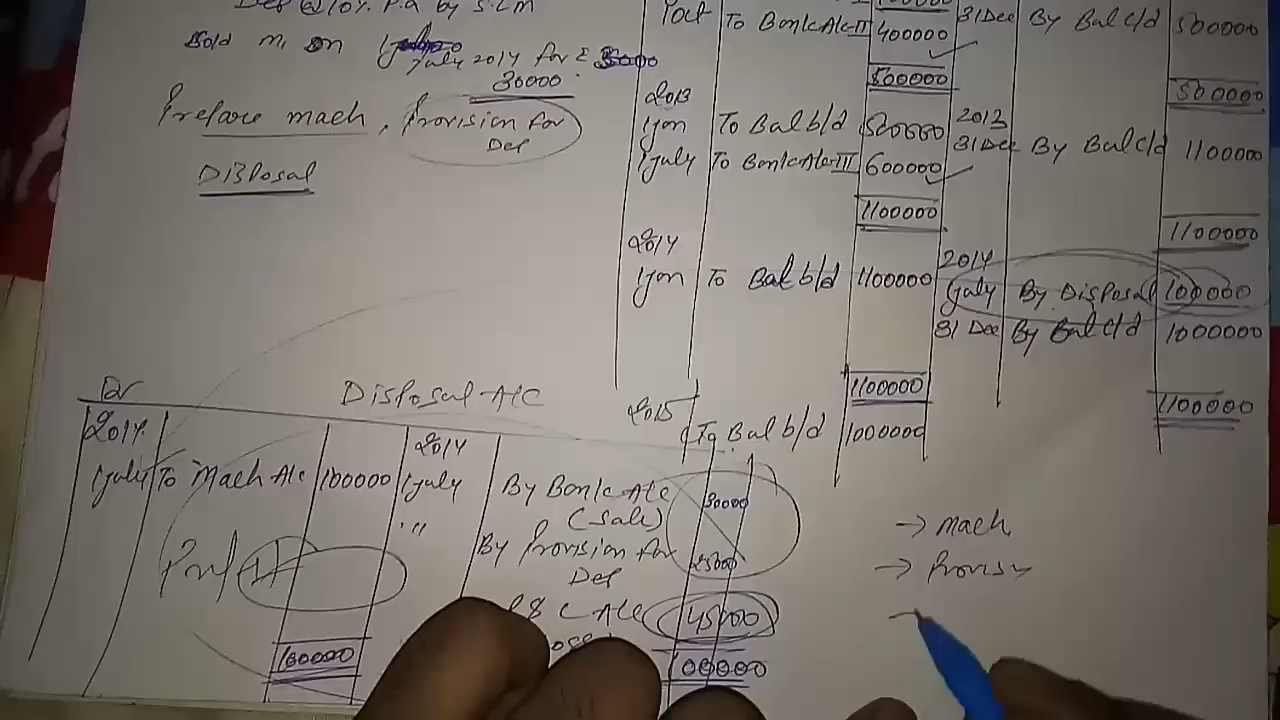 Dep @ 10% P.a by S.L.M
Sold m, on 1 July 2014 for ₹
30000
Prepare mach, Provision for
Dep
Disposal
1 Oct To Bank A/c II 400000 31 Dec By Bal c/d 500000
500000 500000
2013
1 Jan To Bal b/d 500000 2013 31 Dec By Bal c/d 1100000
1 July To Bank A/c III 600000
1100000 1100000
2014
1 Jan To Bal b/d 1100000 2014 1 July By Disposal 100000
31 Dec By Bal c/d 1000000
1100000 1100000
2015 To Bal b/d 1000000
Dr Disposal A/C
2014 2014
1 July To Mach A/c 100000 1 July By Bank A/c 30000
(Sale)
" By Provision for 25000
Dep
A/c 45000
100000 100000
→ Mach
→ Provisn